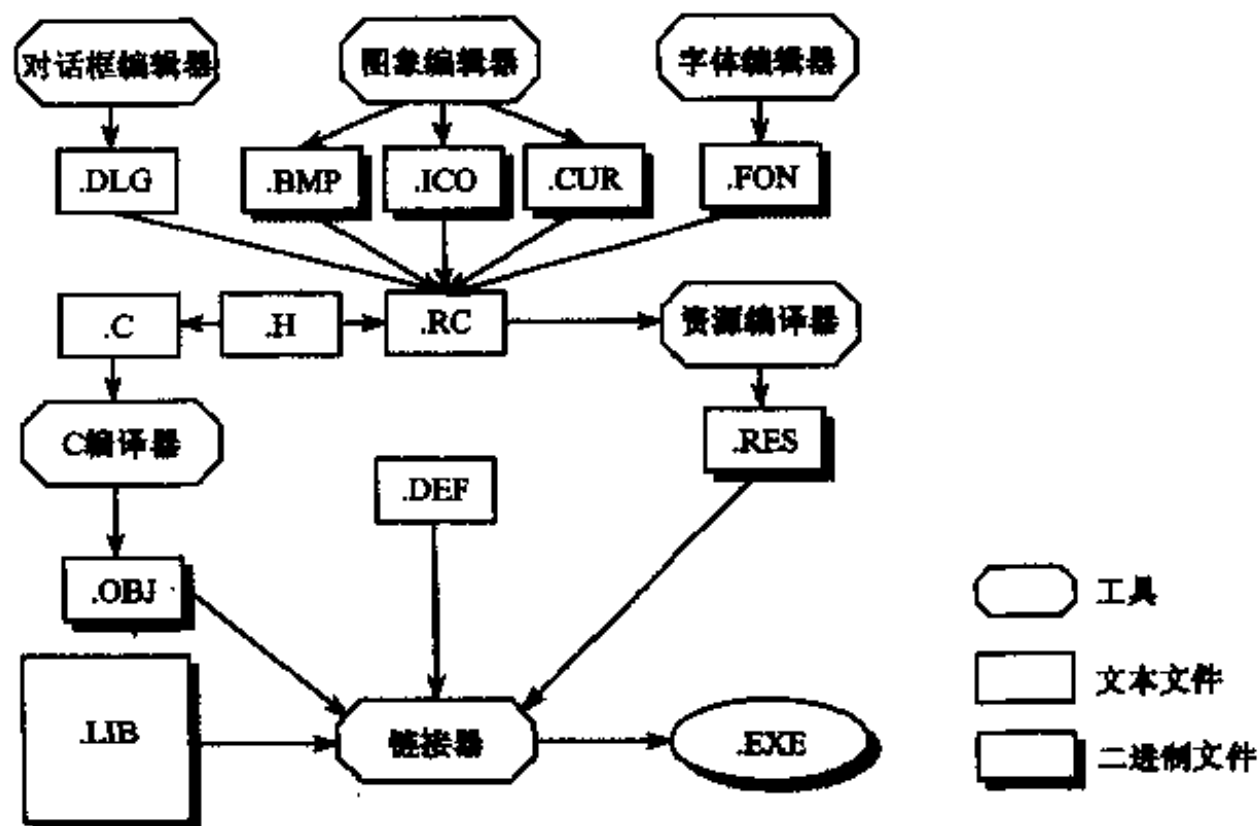 对话框编辑器
图象编辑器
字体编辑器
.DLG
.BMP
.ICO
.CUR
.FON
.C
.H
.RC
资源编译器
C编译器
.RES
.DEF
.OBJ
工具
.LIB
文本文件
链接器
.EXE
二进制文件